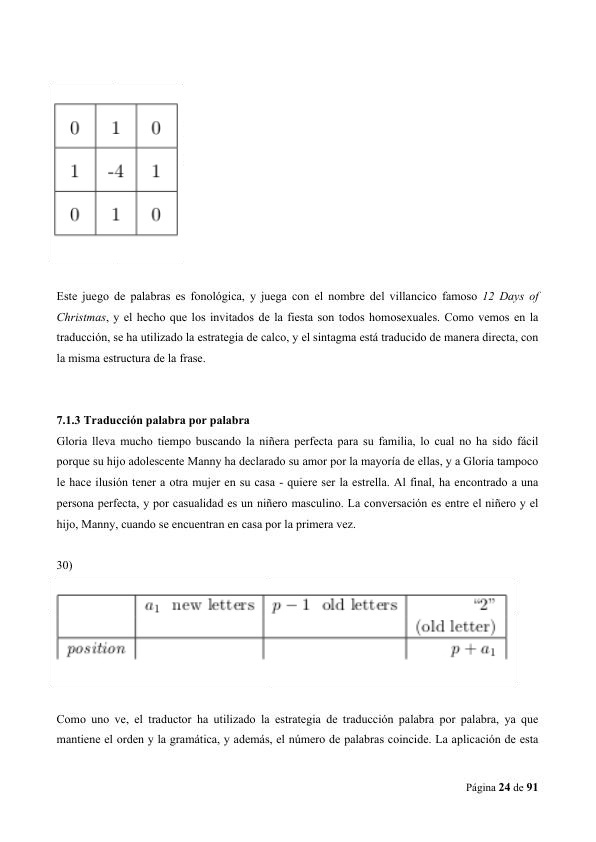 0 1 0
1 -4 1
0 1 0
Este juego de palabras es fonológica, y juega con el nombre del villancico famoso 12 Days of
Christmas, y el hecho que los invitados de la fiesta son todos homosexuales. Como vemos en la
traducción, se ha utilizado la estrategia de calco, y el sintagma está traducido de manera directa, con
la misma estructura de la frase.
7.1.3 Traducción palabra por palabra
Gloria lleva mucho tiempo buscando la niñera perfecta para su familia, lo cual no ha sido fácil
porque su hijo adolescente Manny ha declarado su amor por la mayoría de ellas, y a Gloria tampoco
le hace ilusión tener a otra mujer en su casa - quiere ser la estrella. Al final, ha encontrado a una
persona perfecta, y por casualidad es un niñero masculino. La conversación es entre el niñero y el
hijo, Manny, cuando se encuentran en casa por la primera vez.
30)
a₁ new letters p − 1 old letters “2”
(old letter)
position p + a₁
Como uno ve, el traductor ha utilizado la estrategia de traducción palabra por palabra, ya que
mantiene el orden y la gramática, y además, el número de palabras coincide. La aplicación de esta
Página 24 de 91